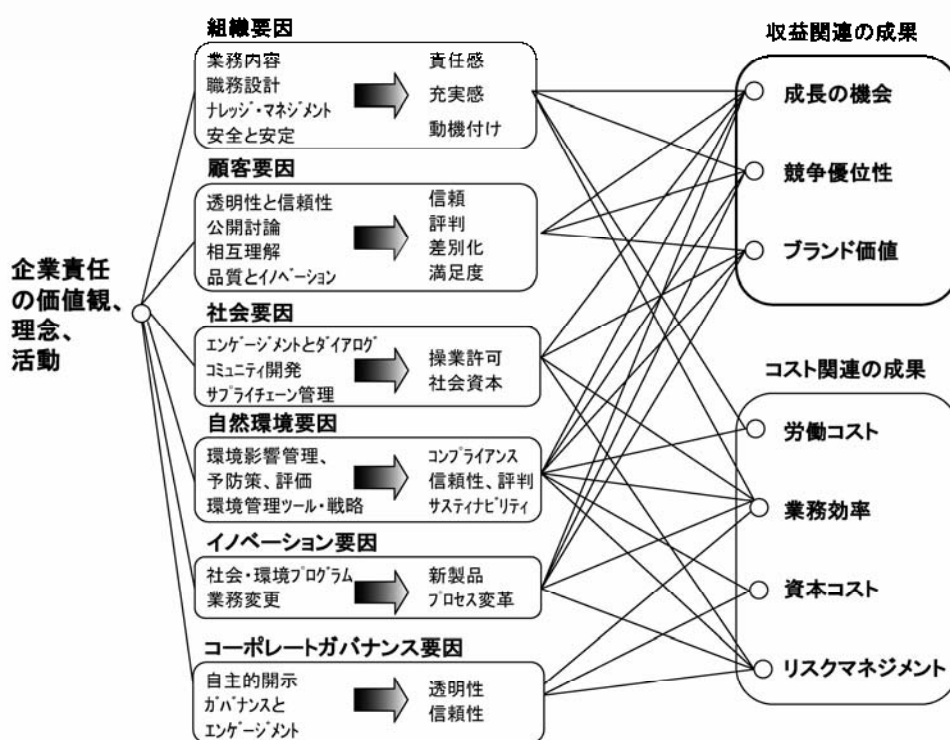 企業責任
の価値観、
理念、
活動
組織要因
業務内容
職務設計
ナレッジ・マネジメント
安全と安定
責任感
充実感
動機付け
顧客要因
透明性と信頼性
公開討論
相互理解
品質とイノベーション
信頼
評判
差別化
満足度
社会要因
エンゲージメントとダイアログ
コミュニティ開発
サプライチェーン管理
操業許可
社会資本
自然環境要因
環境影響管理、
予防策、評価
環境管理ツール・戦略
コンプライアンス
信頼性、評判
サスティナビリティ
イノベーション要因
社会・環境プログラム
業務変更
新製品
プロセス変革
コーポレートガバナンス要因
自主的開示
ガバナンスと
エンゲージメント
透明性
信頼性
収益関連の成果
成長の機会
競争優位性
ブランド価値
コスト関連の成果
労働コスト
業務効率
資本コスト
リスクマネジメント